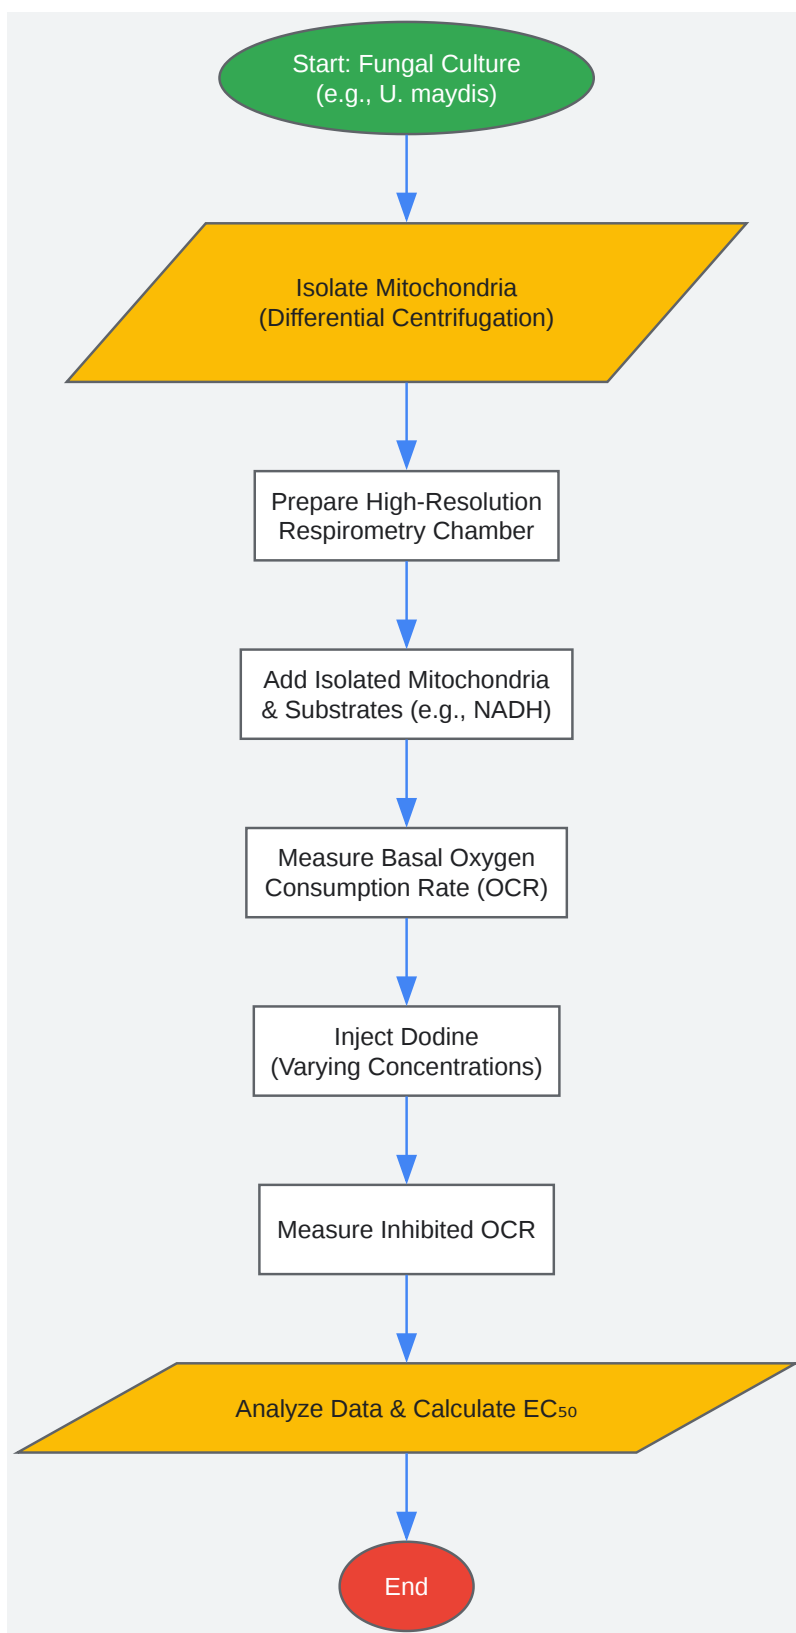 Start: Fungal Culture
(e.g., U. maydis)
Isolate Mitochondria
(Differential Centrifugation)
Prepare High-Resolution
Respirometry Chamber
Add Isolated Mitochondria
& Substrates (e.g., NADH)
Measure Basal Oxygen
Consumption Rate (OCR)
Inject Dodine
(Varying Concentrations)
Measure Inhibited OCR
Analyze Data & Calculate EC₅₀
End